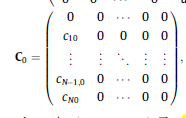 C₀ =
0 0 ⋯ 0 0
c₁₀ 0 0 0 0
⋮ ⋮ ⋱ ⋮ ⋮
c_{N−1,0} 0 ⋯ 0 0
c_{N0} 0 ⋯ 0 0
,